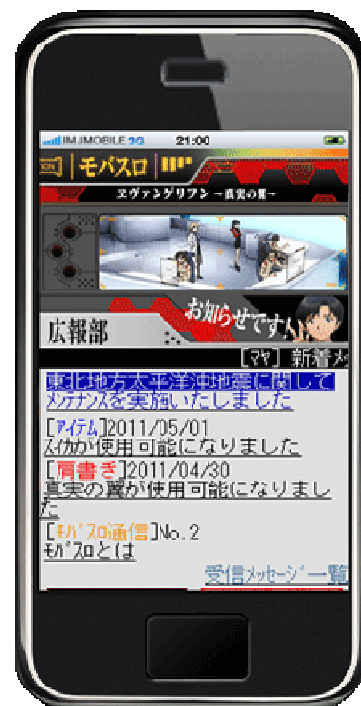 IMJMOBILE 3G 21:00
モバスロ
ヱヴァンゲリヲン～真実の翼～
お知らせです!
広報部
[ﾏﾔ] 新着ﾒ
東北地方太平洋沖地震に関して
ﾒﾝﾃﾅﾝｽを実施いたしました
[ｱｲﾃﾑ]2011/05/01
ｽｲｶが使用可能になりました
[肩書き]2011/04/30
真実の翼が使用可能になりまし
た
[ﾓﾊﾞｽﾛ通信]No.2
ﾓﾊﾞｽﾛとは
受信ﾒｯｾｰｼﾞ一覧